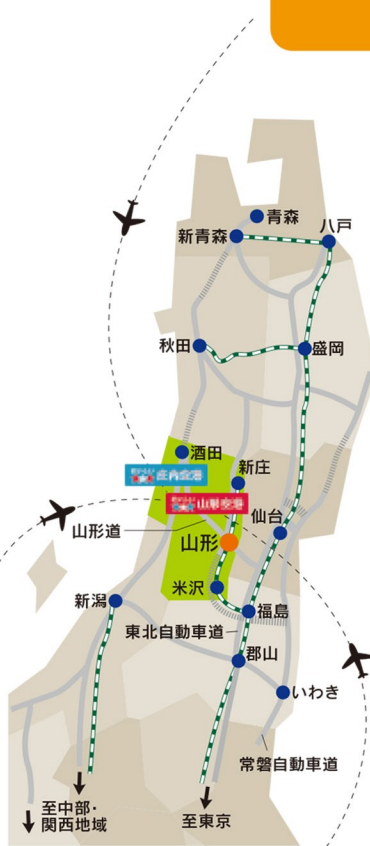 青森
新青森
八戸
秋田
盛岡
酒田
庄内空港
新庄
山形空港
仙台
山形道
山形
米沢
新潟
福島
東北自動車道
郡山
いわき
常磐自動車道
至中部・
関西地域
至東京